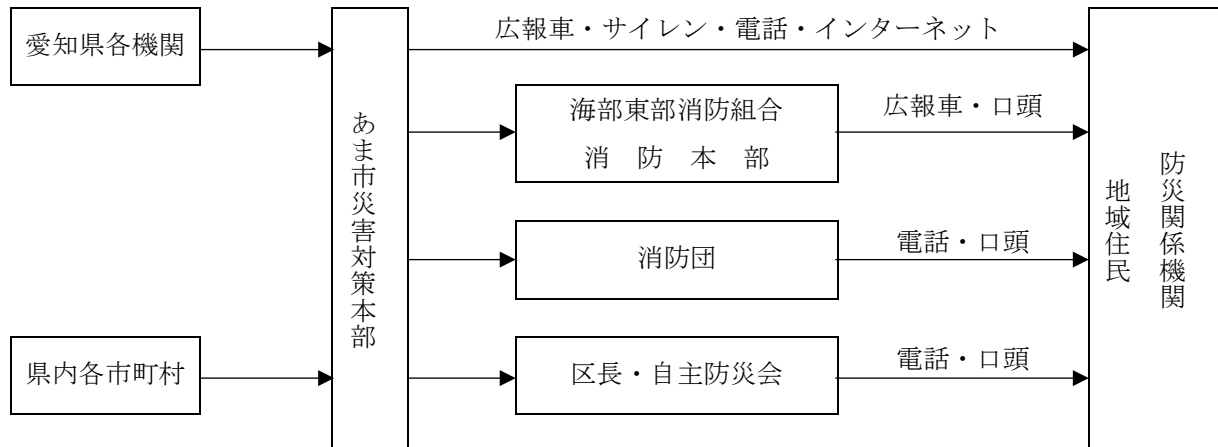 愛知県各機関
県内各市町村
あま市災害対策本部
広報車・サイレン・電話・インターネット
海部東部消防組合
消　防　本　部
広報車・口頭
消防団
電話・口頭
区長・自主防災会
電話・口頭
防災関係機関
地域住民